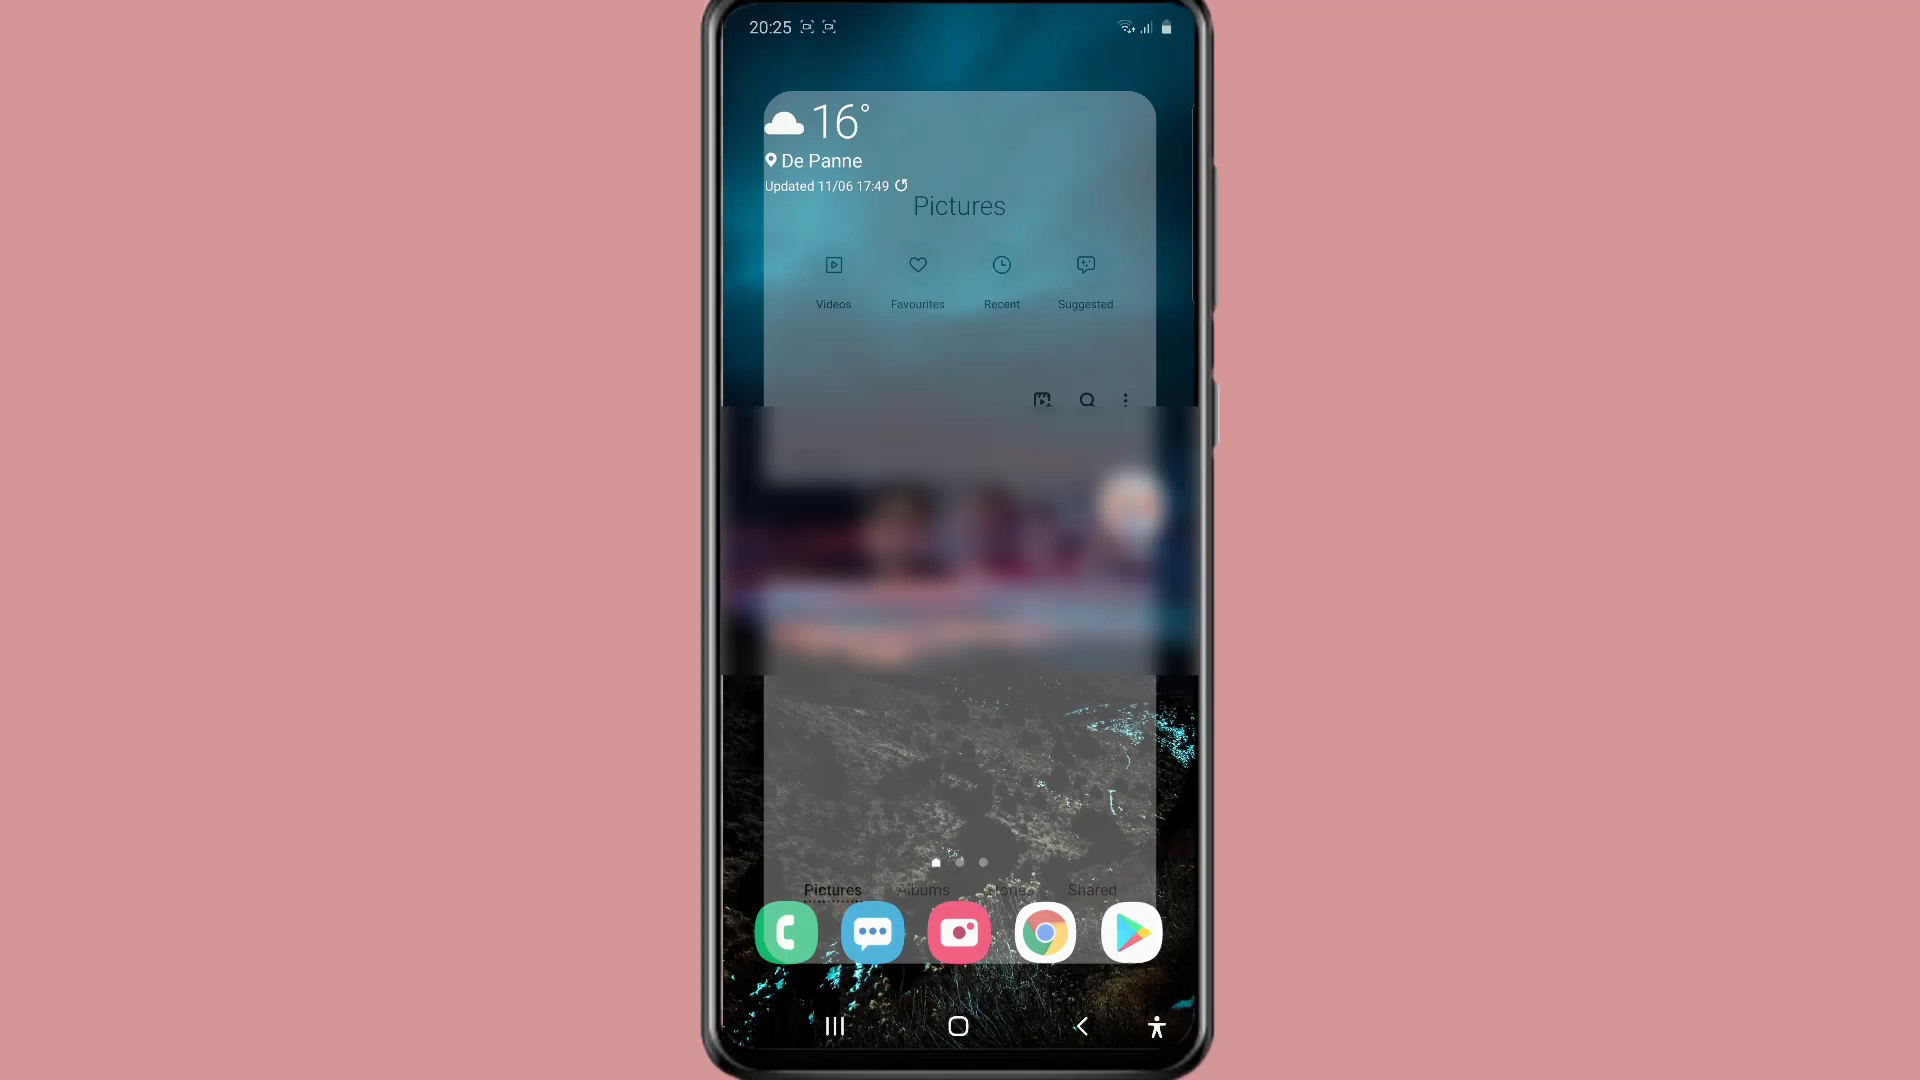 20:25
16°
De Panne
Updated 11/06 17:49
Pictures
Videos Favourites Recent Suggested
Pictures Albums Shared